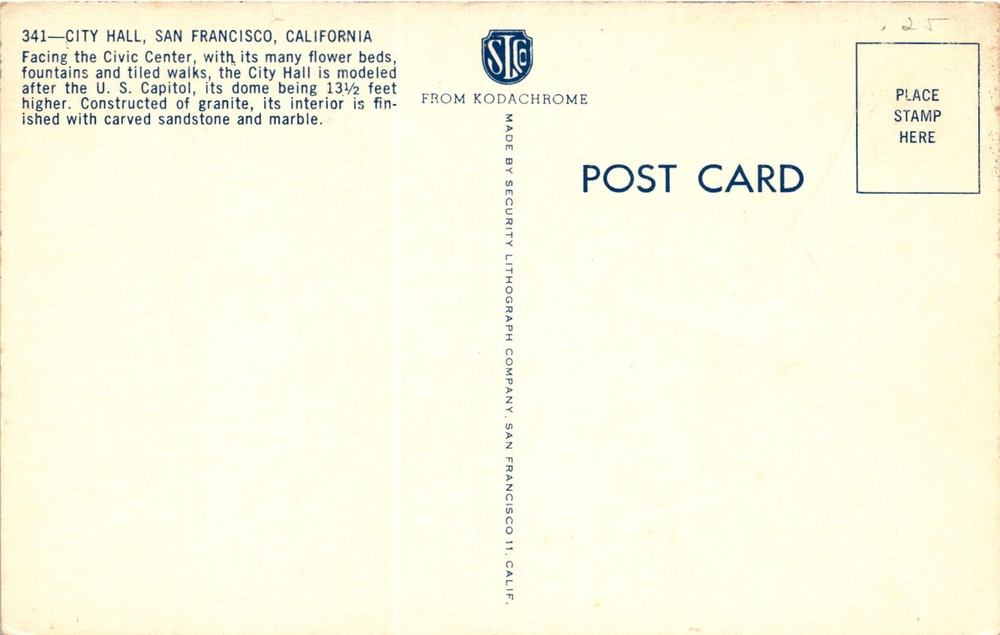 341—CITY HALL, SAN FRANCISCO, CALIFORNIA
Facing the Civic Center, with its many flower beds,
fountains and tiled walks, the City Hall is modeled
after the U. S. Capitol, its dome being 13½ feet
higher. Constructed of granite, its interior is fin-
ished with carved sandstone and marble.
SLCo
FROM KODACHROME
MADE BY SECURITY LITHOGRAPH COMPANY, SAN FRANCISCO 11, CALIF.
POST CARD
.25
PLACE
STAMP
HERE